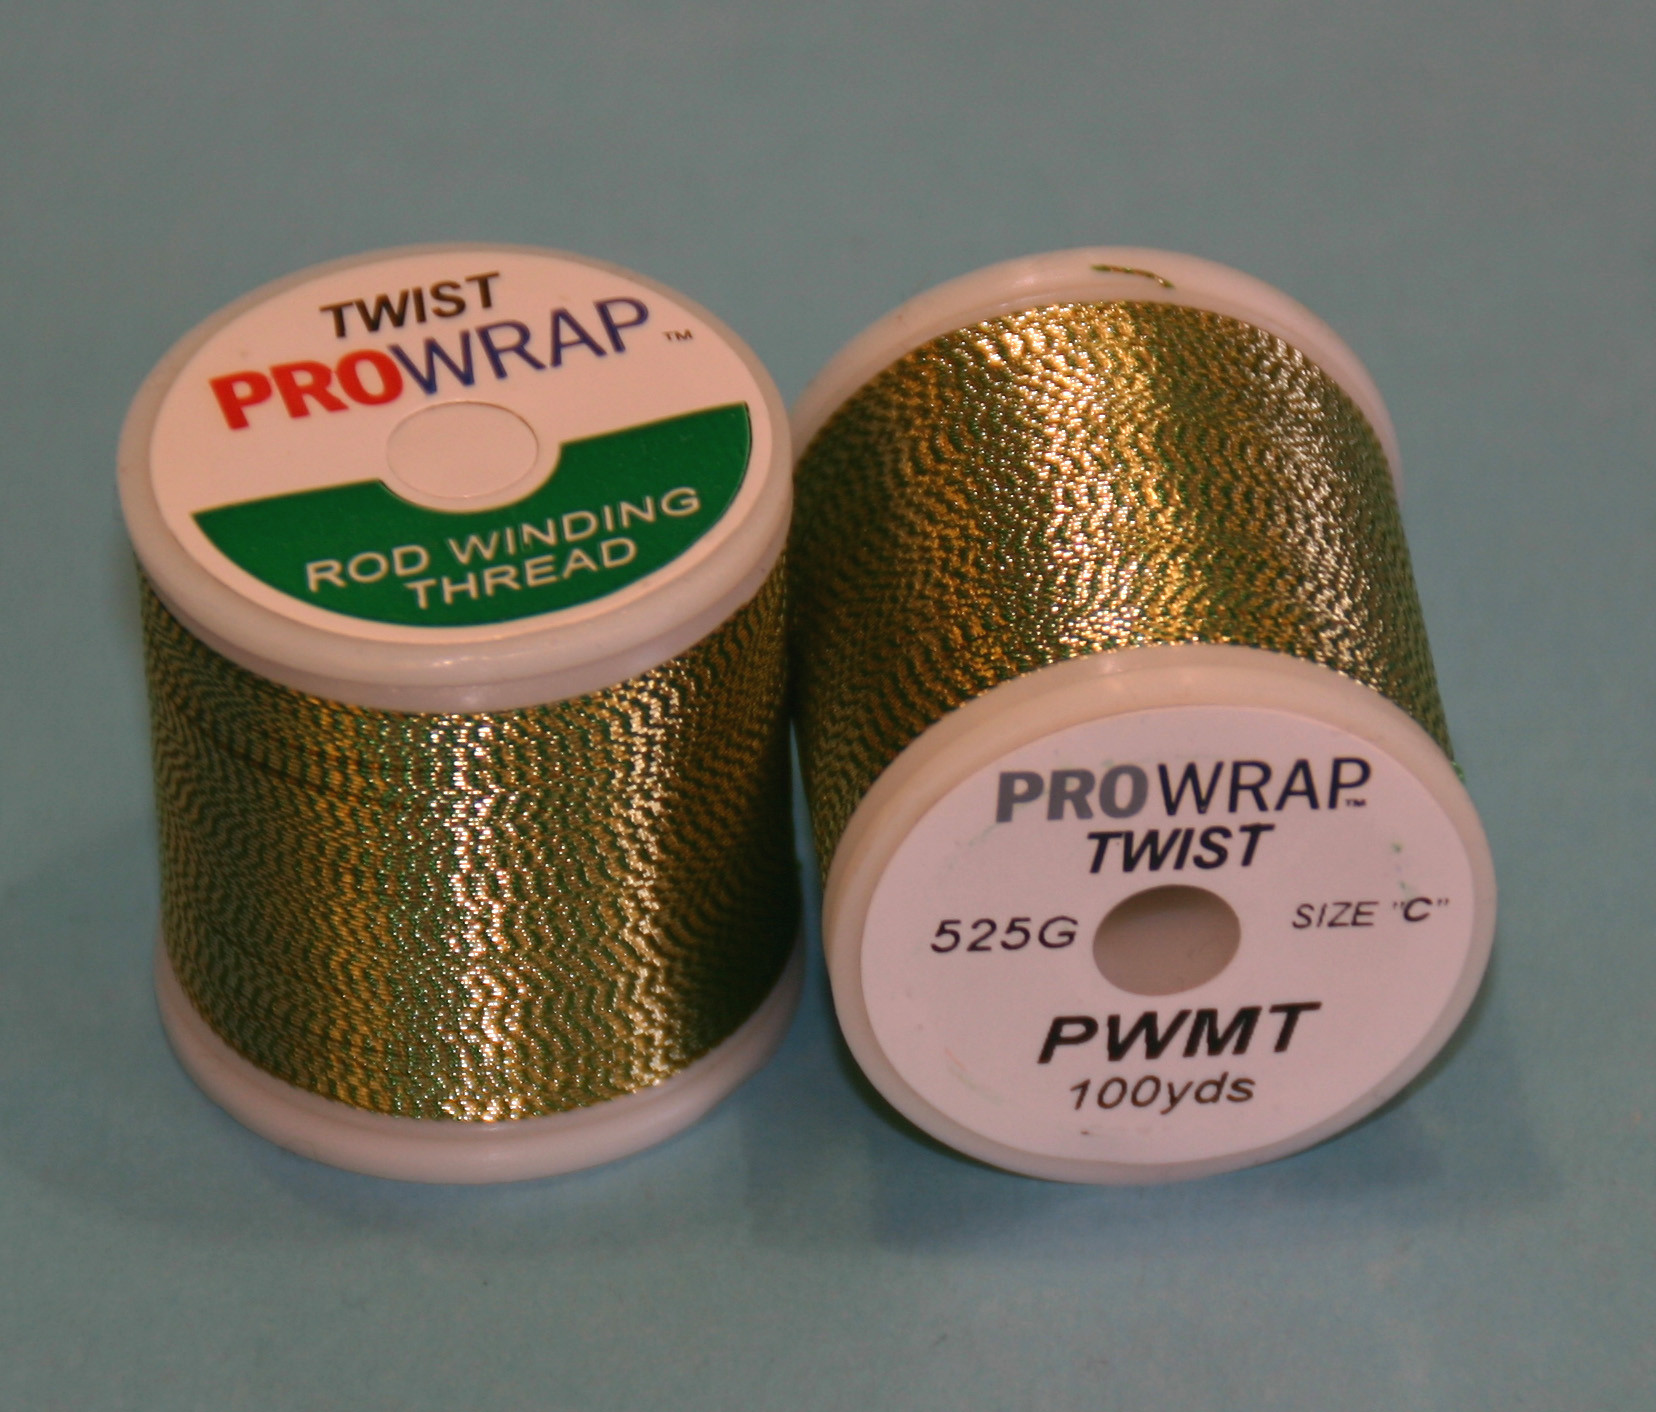 TWIST
PROWRAP™
ROD WINDING
THREAD
PROWRAP™
TWIST
525G SIZE "C"
PWMT
100yds